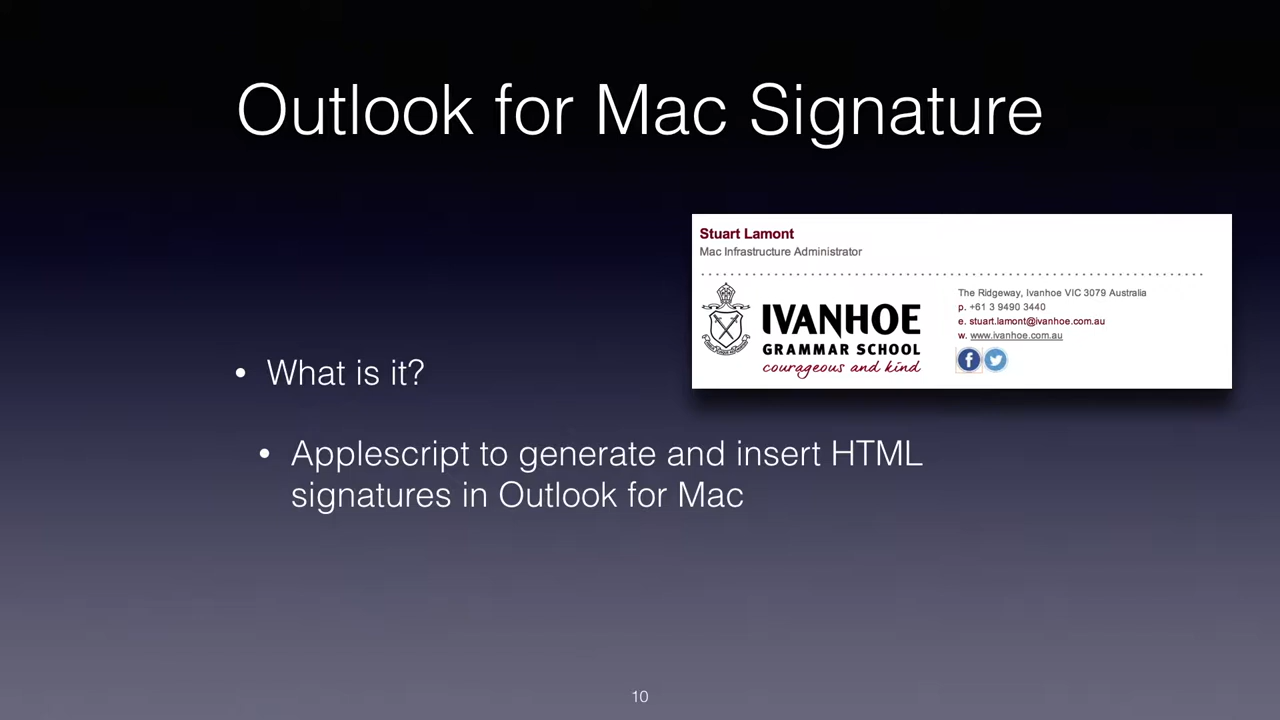 Outlook for Mac Signature
Stuart Lamont
Mac Infrastructure Administrator
IVANHOE
GRAMMAR SCHOOL
courageous and kind
The Ridgeway, Ivanhoe VIC 3079 Australia
p. +61 3 9490 3440
e. stuart.lamont@ivanhoe.com.au
w. www.ivanhoe.com.au
f
• What is it?
• Applescript to generate and insert HTML
signatures in Outlook for Mac
10